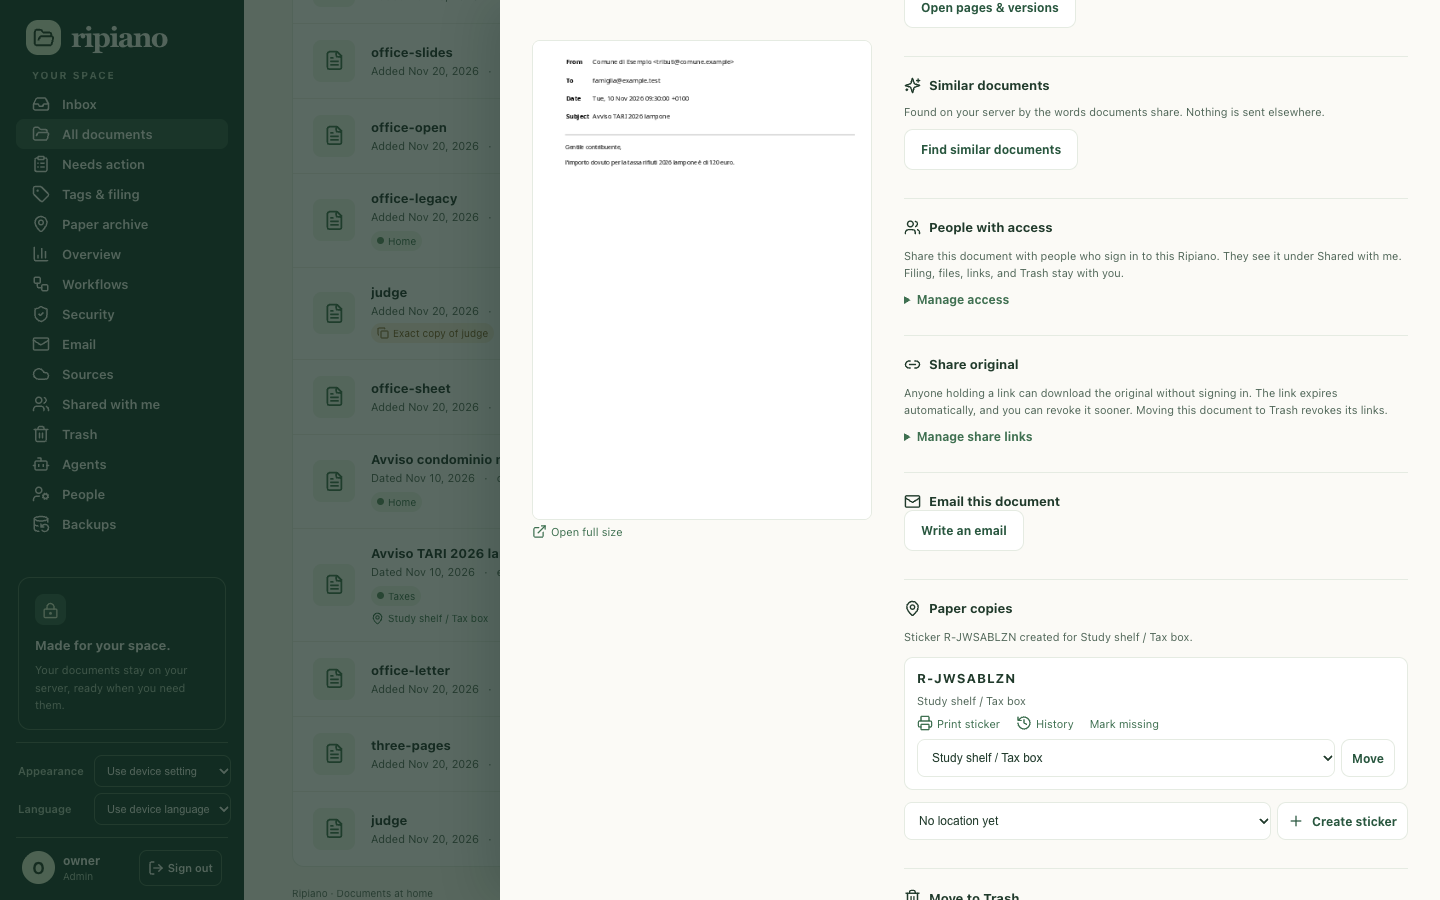 ripiano
YOUR SPACE
Inbox
All documents
Needs action
Tags & filing
Paper archive
Overview
Workflows
Security
Email
Sources
Shared with me
Trash
Agents
People
Backups
Made for your space.
Your documents stay on your
server, ready when you need
them.
Appearance
Use device setting
Language
Use device language
O
owner
Admin
Sign out
office-slides
Added Nov 20, 2026 ·
office-open
Added Nov 20, 2026 ·
office-legacy
Added Nov 20, 2026 ·
Home
judge
Added Nov 20, 2026 ·
Exact copy of judge
office-sheet
Added Nov 20, 2026 ·
Avviso condominio
Dated Nov 10, 2026 ·
Home
Avviso TARI 2026 la
Dated Nov 10, 2026 ·
Taxes
Study shelf / Tax box
office-letter
Added Nov 20, 2026 ·
three-pages
Added Nov 20, 2026 ·
judge
Added Nov 20, 2026 ·
Ripiano · Documents at home
From Comune di Esempio <tributi@comune.example>
To famiglia@example.test
Date Tue, 10 Nov 2026 09:30:00 +0100
Subject Avviso TARI 2026 lampone
Gentile contribuente,
l'importo dovuto per la tassa rifiuti 2026 lampone è di 120 euro.
Open full size
Open pages & versions
Similar documents
Found on your server by the words documents share. Nothing is sent elsewhere.
Find similar documents
People with access
Share this document with people who sign in to this Ripiano. They see it under Shared with me.
Filing, files, links, and Trash stay with you.
Manage access
Share original
Anyone holding a link can download the original without signing in. The link expires
automatically, and you can revoke it sooner. Moving this document to Trash revokes its links.
Manage share links
Email this document
Write an email
Paper copies
Sticker R-JWSABLZN created for Study shelf / Tax box.
R-JWSABLZN
Study shelf / Tax box
Print sticker
History
Mark missing
Study shelf / Tax box
Move
No location yet
Create sticker
Move to Trash